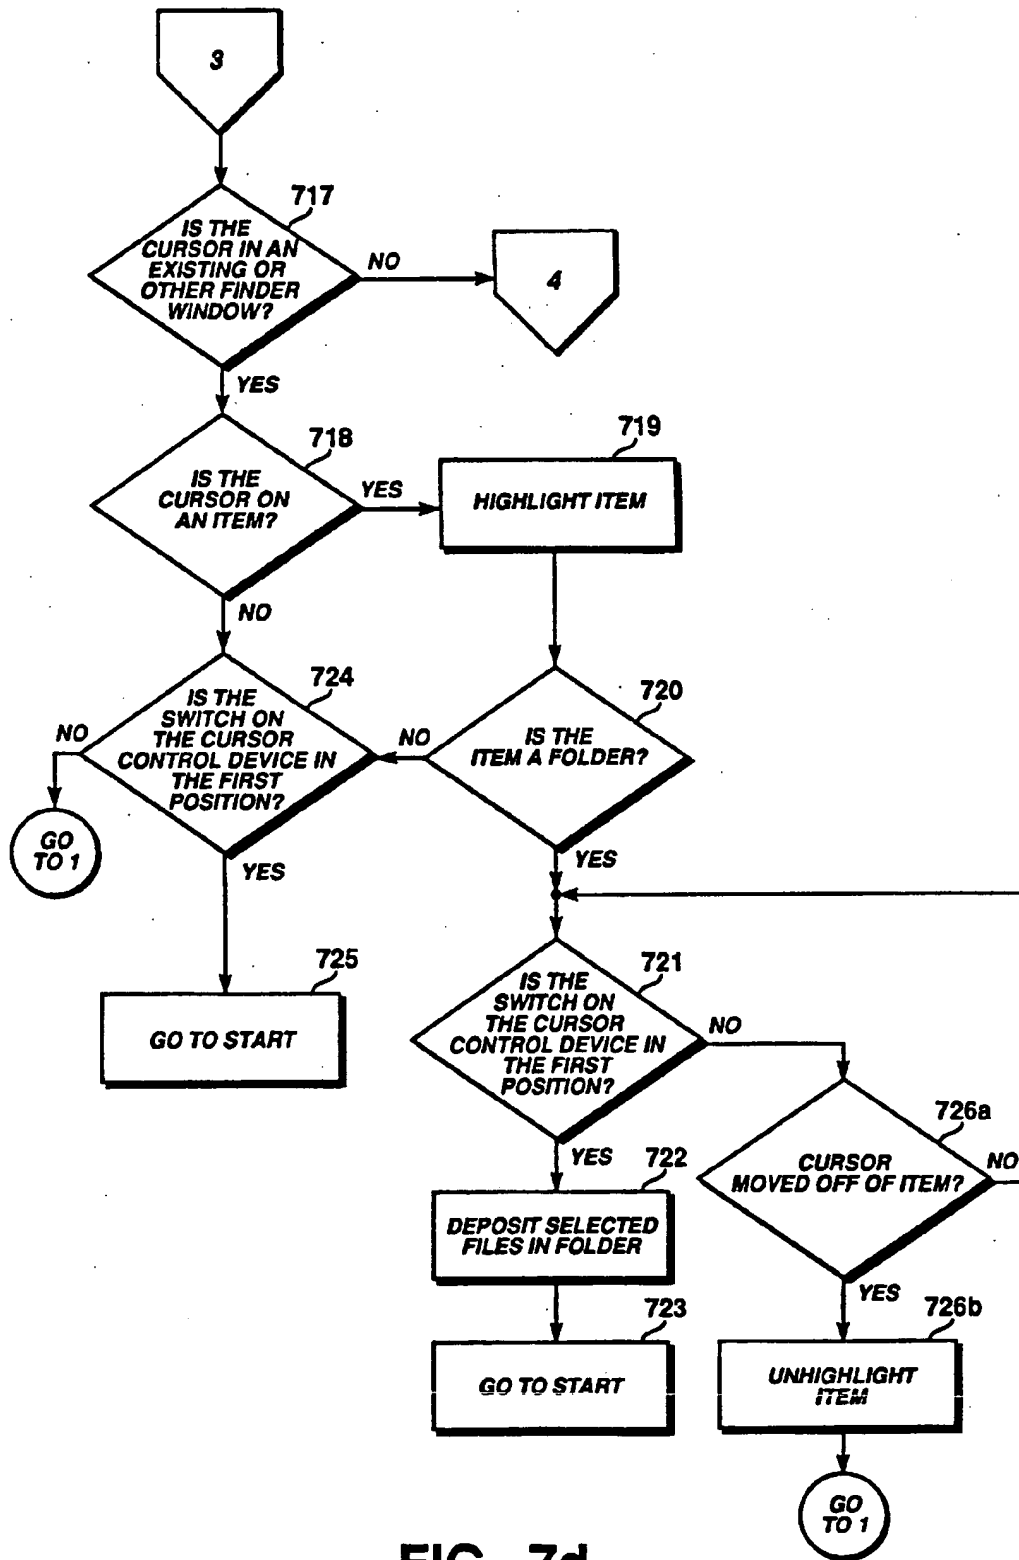 3
717
IS THE
CURSOR IN AN
EXISTING OR
OTHER FINDER
WINDOW?
NO
4
YES
718
IS THE
CURSOR ON
AN ITEM?
YES
719
HIGHLIGHT ITEM
NO
724
IS THE
SWITCH ON
THE CURSOR
CONTROL DEVICE IN
THE FIRST
POSITION?
NO
GO
TO 1
YES
720
IS THE
ITEM A FOLDER?
NO
YES
725
GO TO START
721
IS THE
SWITCH ON
THE CURSOR
CONTROL DEVICE IN
THE FIRST
POSITION?
NO
YES
726a
CURSOR
MOVED OFF OF ITEM?
NO
YES
722
DEPOSIT SELECTED
FILES IN FOLDER
723
GO TO START
726b
UNHIGHLIGHT
ITEM
GO
TO 1
FIG. 7d